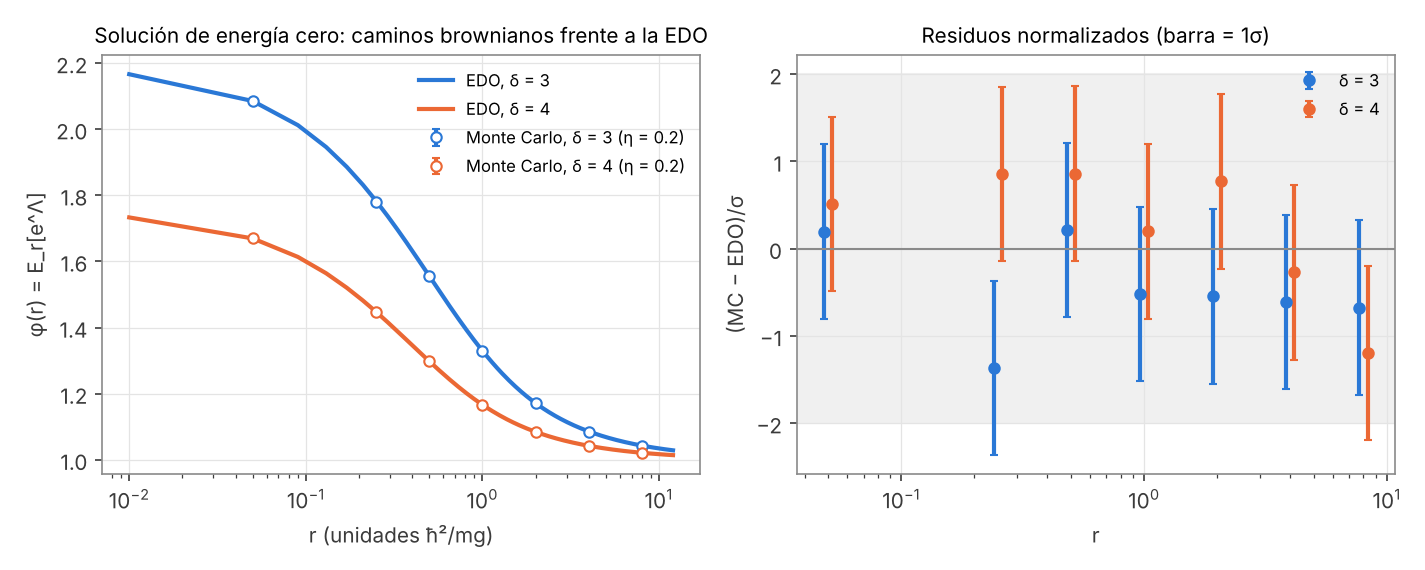 Solución de energía cero: caminos brownianos frente a la EDO
EDO, δ = 3
EDO, δ = 4
Monte Carlo, δ = 3 (η = 0.2)
Monte Carlo, δ = 4 (η = 0.2)
φ(r) = E_r[e^Λ]
2.2
2.0
1.8
1.6
1.4
1.2
1.0
10⁻² 10⁻¹ 10⁰ 10¹
r (unidades ħ²/mg)
Residuos normalizados (barra = 1σ)
δ = 3
δ = 4
(MC − EDO)/σ
2
1
0
−1
−2
10⁻¹ 10⁰ 10¹
r